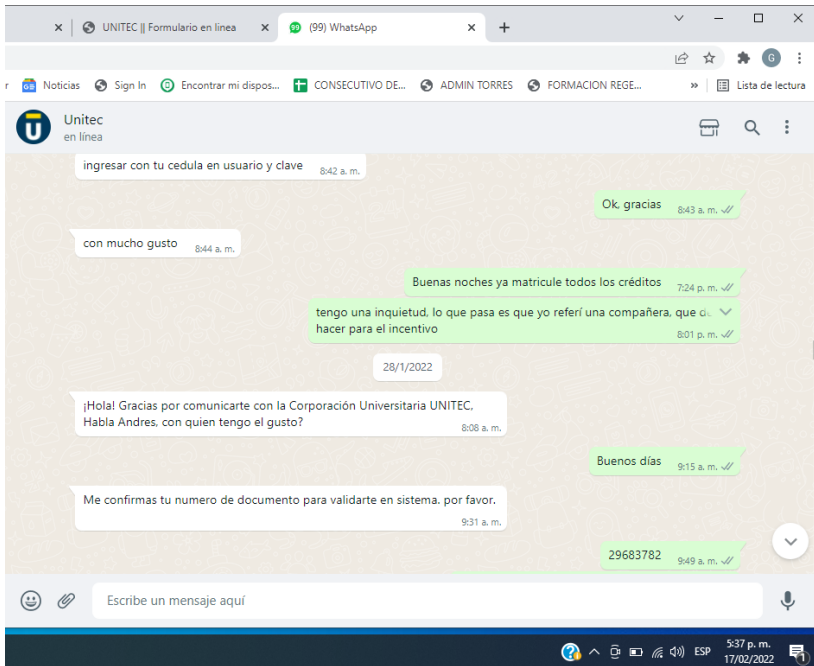 UNITEC || Formulario en linea
99
(99) WhatsApp
G
r
GE
Noticias
Sign In
Encontrar mi dispos...
CONSECUTIVO DE...
ADMIN TORRES
FORMACION REGE...
»
Lista de lectura
Unitec
en línea
ingresar con tu cedula en usuario y clave
8:42 a. m.
Ok, gracias
8:43 a. m.
con mucho gusto
8:44 a. m.
Buenas noches ya matricule todos los créditos
7:24 p. m.
tengo una inquietud, lo que pasa es que yo referí una compañera, que
hacer para el incentivo
8:01 p. m.
28/1/2022
¡Hola! Gracias por comunicarte con la Corporación Universitaria UNITEC,
Habla Andres, con quien tengo el gusto?
8:08 a. m.
Buenos días
9:15 a. m.
Me confirmas tu numero de documento para validarte en sistema. por favor.
9:31 a. m.
29683782
9:49 a. m.
Escribe un mensaje aquí
ESP
5:37 p. m.
17/02/2022
1